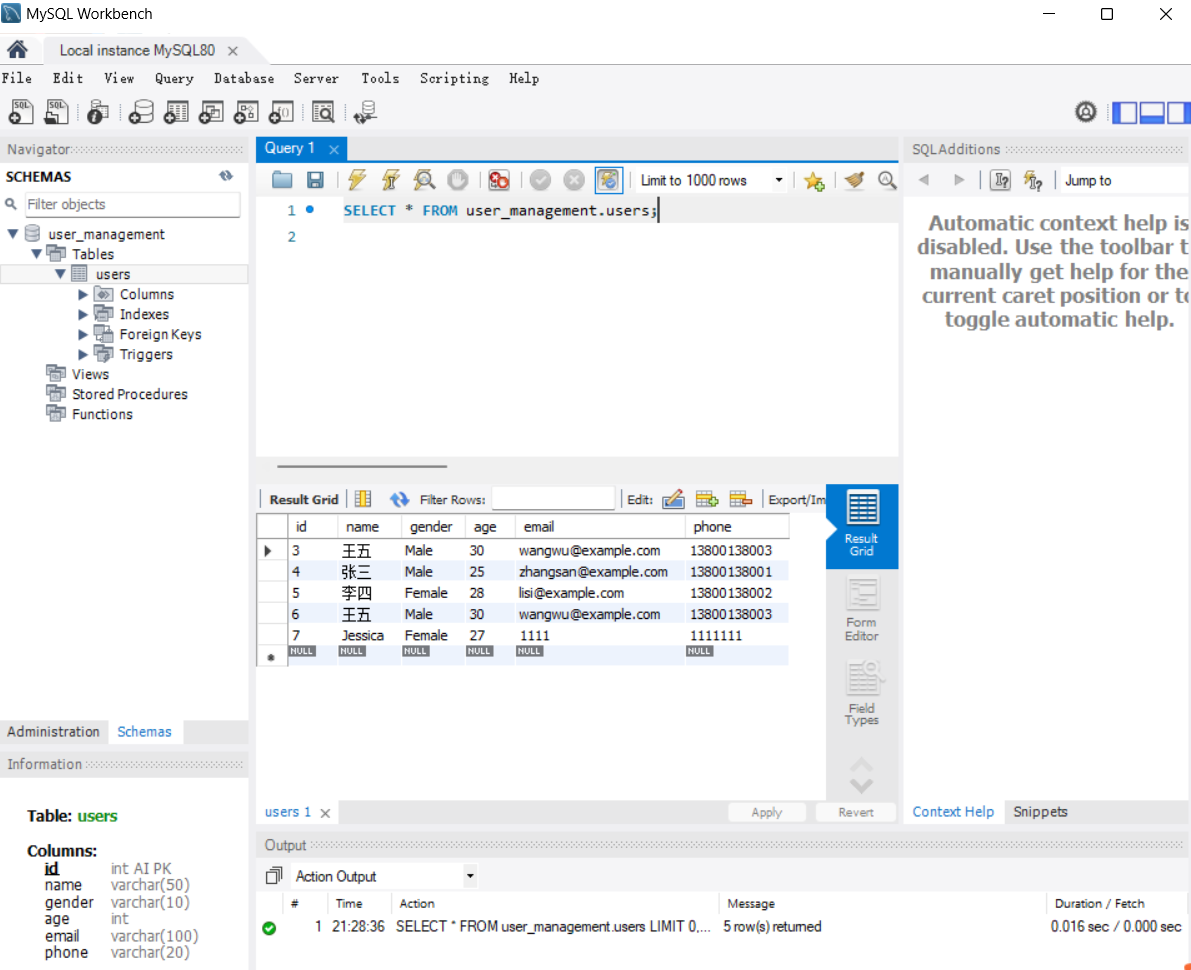 MySQL Workbench
Local instance MySQL80
File Edit View Query Database Server Tools Scripting Help
Navigator
SCHEMAS
Filter objects
user_management
Tables
users
Columns
Indexes
Foreign Keys
Triggers
Views
Stored Procedures
Functions
Administration Schemas
Information
Table: users
Columns:
id int AI PK
name varchar(50)
gender varchar(10)
age int
email varchar(100)
phone varchar(20)
Query 1
Limit to 1000 rows
1 SELECT * FROM user_management.users;
2
Result Grid Filter Rows: Edit: Export/Im
id name gender age email phone
3 王五 Male 30 wangwu@example.com 13800138003
4 张三 Male 25 zhangsan@example.com 13800138001
5 李四 Female 28 lisi@example.com 13800138002
6 王五 Male 30 wangwu@example.com 13800138003
7 Jessica Female 27 1111 1111111
NULL NULL NULL NULL NULL NULL
Result
Grid
Form
Editor
Field
Types
users 1 Apply Revert
SQLAdditions
Jump to
Automatic context help is
disabled. Use the toolbar t
manually get help for the
current caret position or to
toggle automatic help.
Context Help Snippets
Output
Action Output
# Time Action Message Duration / Fetch
1 21:28:36 SELECT * FROM user_management.users LIMIT 0,... 5 row(s) returned 0.016 sec / 0.000 sec